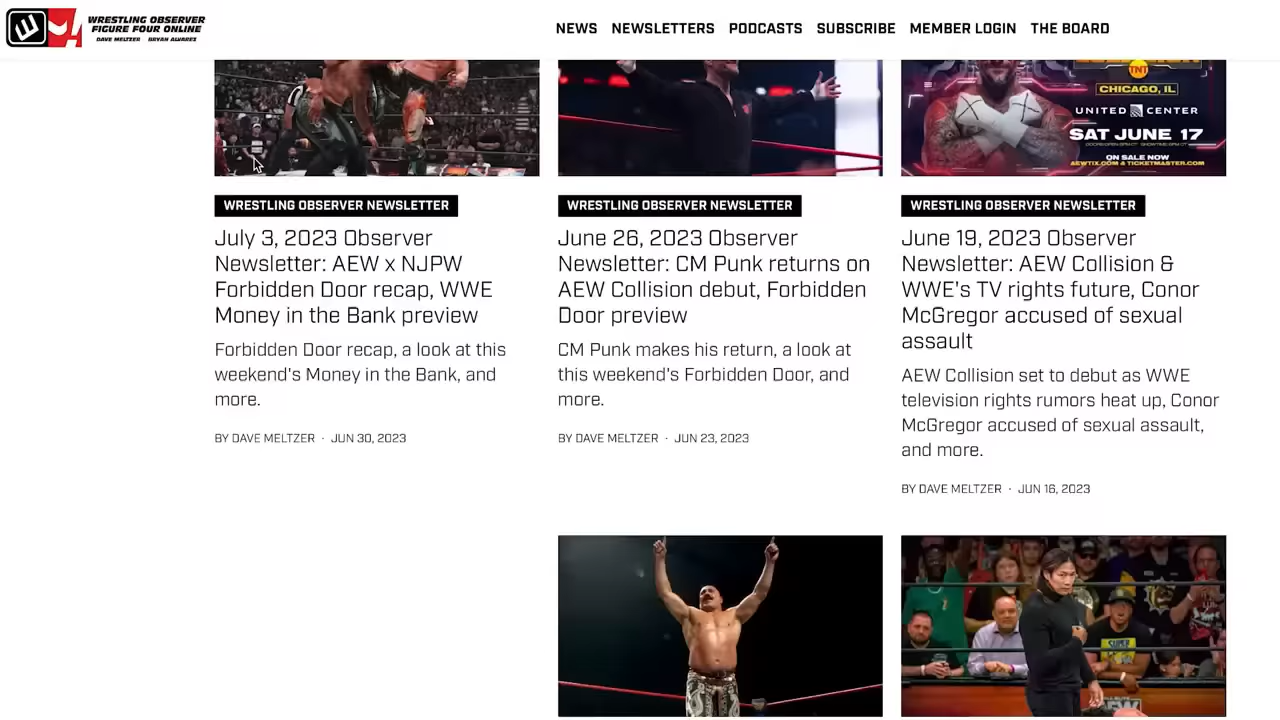 WRESTLING OBSERVER
FIGURE FOUR ONLINE
DAVE MELTZER BRYAN ALVAREZ
NEWS NEWSLETTERS PODCASTS SUBSCRIBE MEMBER LOGIN THE BOARD
TNT
CHICAGO, IL
UNITED CENTER
SAT JUNE 17
ON SALE NOW
AEWTIX.COM & TICKETMASTER.COM
WRESTLING OBSERVER NEWSLETTER
July 3, 2023 Observer
Newsletter: AEW x NJPW
Forbidden Door recap, WWE
Money in the Bank preview
Forbidden Door recap, a look at this
weekend's Money in the Bank, and
more.
BY DAVE MELTZER · JUN 30, 2023
WRESTLING OBSERVER NEWSLETTER
June 26, 2023 Observer
Newsletter: CM Punk returns on
AEW Collision debut, Forbidden
Door preview
CM Punk makes his return, a look at
this weekend's Forbidden Door, and
more.
BY DAVE MELTZER · JUN 23, 2023
WRESTLING OBSERVER NEWSLETTER
June 19, 2023 Observer
Newsletter: AEW Collision &
WWE's TV rights future, Conor
McGregor accused of sexual
assault
AEW Collision set to debut as WWE
television rights rumors heat up, Conor
McGregor accused of sexual assault,
and more.
BY DAVE MELTZER · JUN 16, 2023
SUPER
AEW